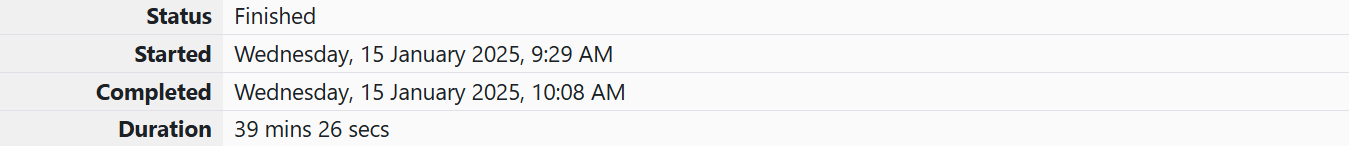 Status Finished
Started Wednesday, 15 January 2025, 9:29 AM
Completed Wednesday, 15 January 2025, 10:08 AM
Duration 39 mins 26 secs